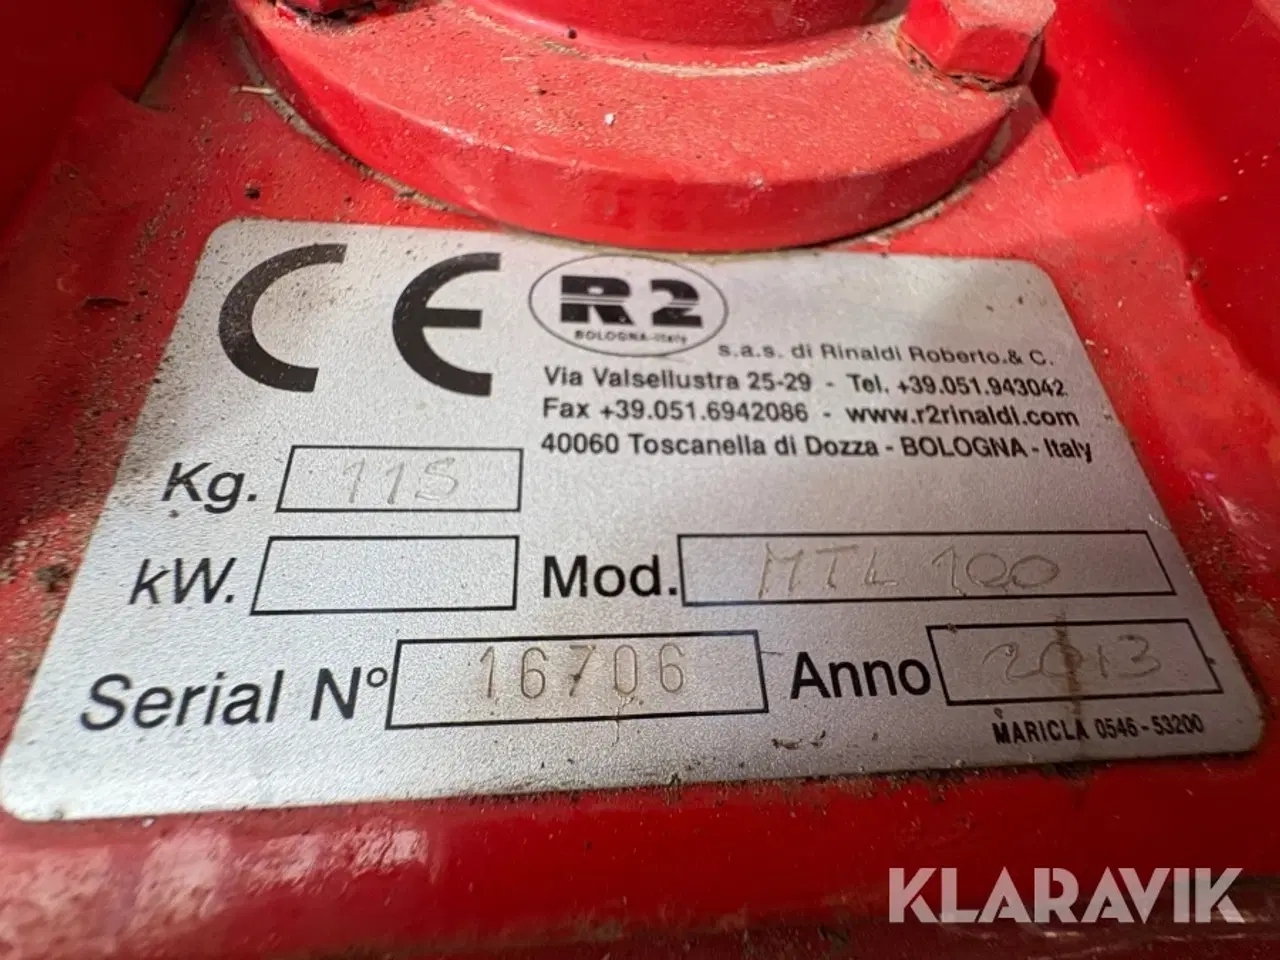 CE
R2
BOLOGNA-Italy
s.a.s. di Rinaldi Roberto.& C.
Via Valsellustra 25-29 - Tel. +39.051.943042
Fax +39.051.6942086 - www.r2rinaldi.com
40060 Toscanella di Dozza - BOLOGNA - Italy
Kg. 115
kW. Mod. MTL 100
Serial N° 16706 Anno 2013
MARICLA 0546-53200
KLARAVIK